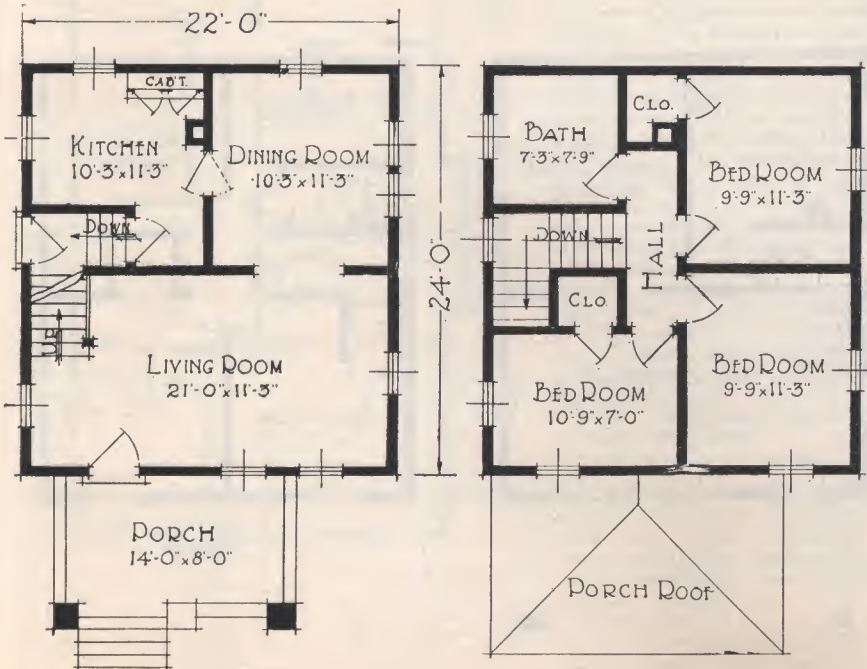 22'-0"
CAB'T.
KITCHEN
10'-3"x11'-3"
DINING ROOM
10'-3"x11'-3"
DOWN
UP
LIVING ROOM
21'-0"x11'-3"
PORCH
14'-0"x8'-0"
24'-0"
CLO.
BATH
7'-3"x7'-9"
BED ROOM
9'-9"x11'-3"
DOWN
HALL
CLO.
BED ROOM
10'-9"x7'-0"
BED ROOM
9'-9"x11'-3"
PORCH ROOF